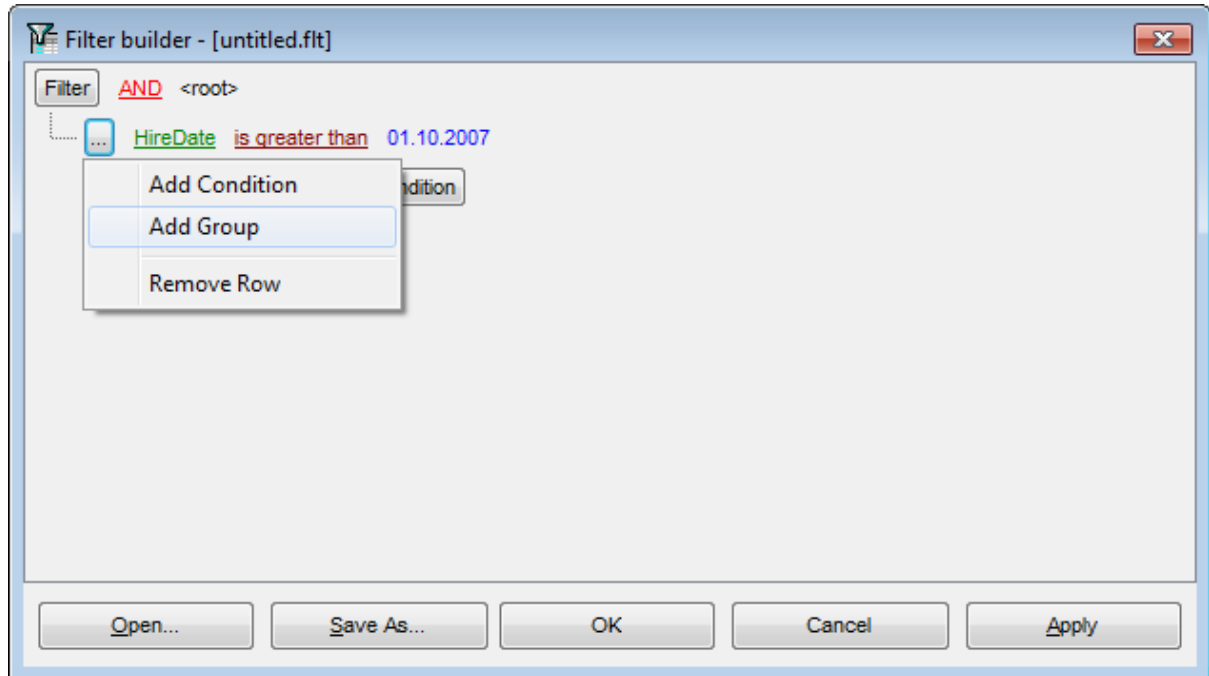 Filter builder - [untitled.flt]
Filter AND <root>
... HireDate is greater than 01.10.2007
Add Condition
Add Group
Remove Row
Open... Save As... OK Cancel Apply